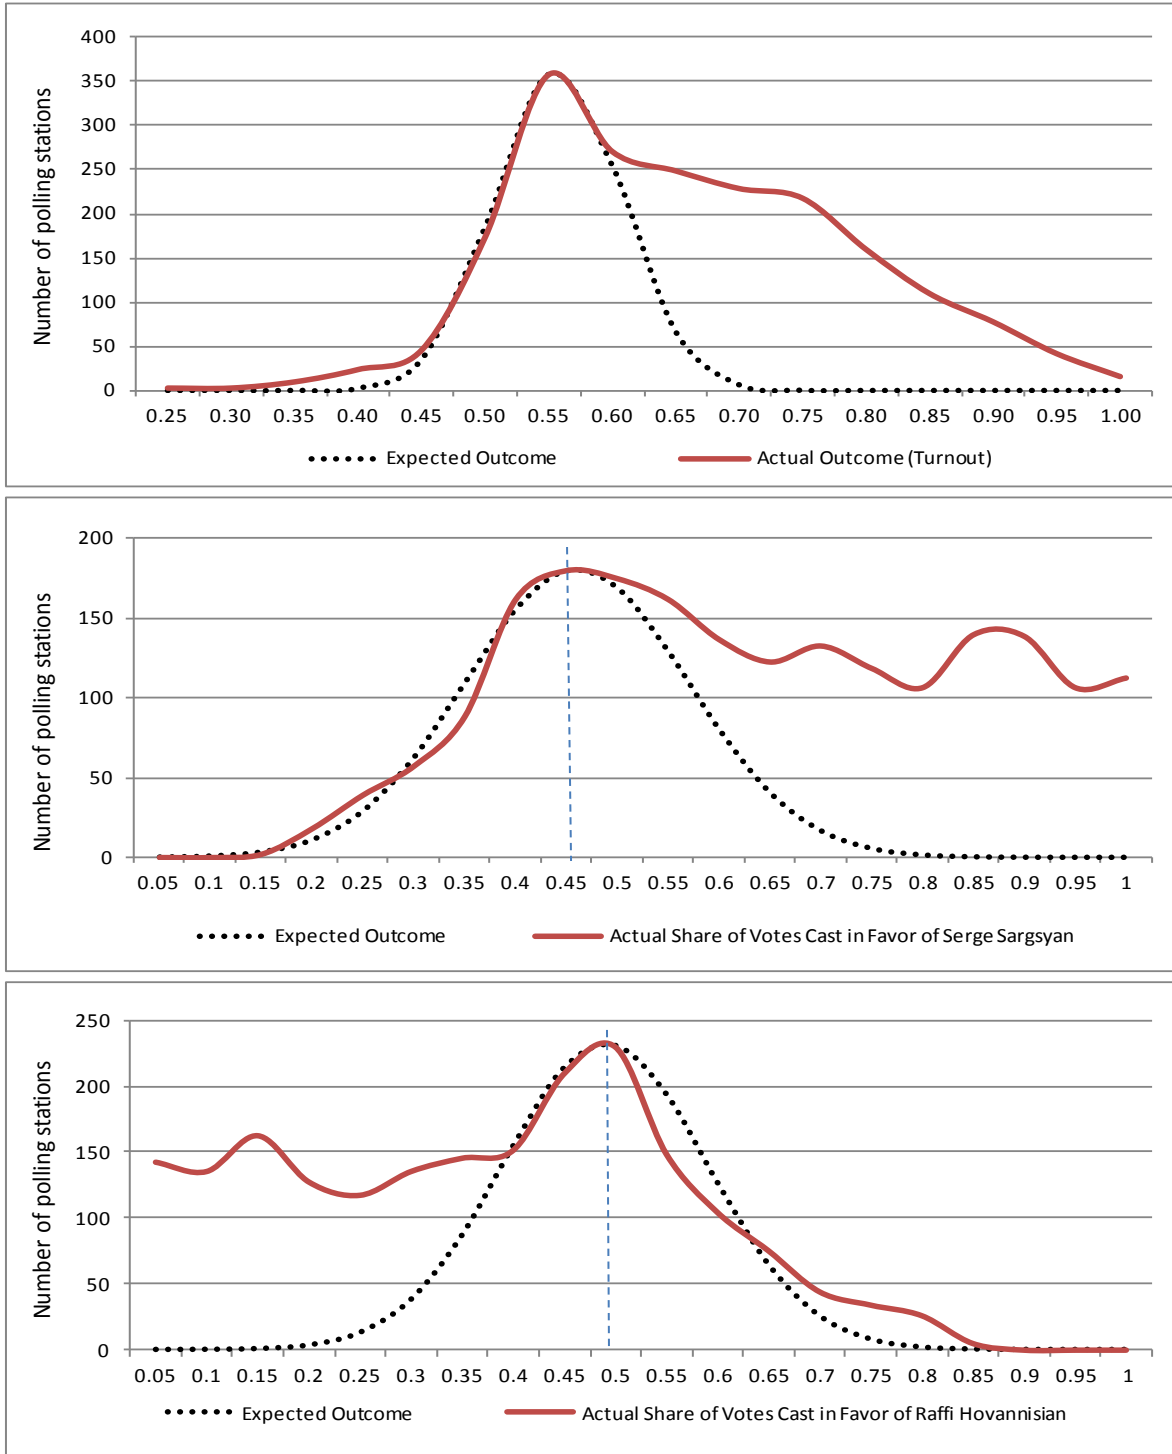 400
350
300
250
200
150
100
50
0
Number of polling stations
0.25 0.30 0.35 0.40 0.45 0.50 0.55 0.60 0.65 0.70 0.75 0.80 0.85 0.90 0.95 1.00
Expected Outcome Actual Outcome (Turnout)
200
150
100
50
0
Number of polling stations
0.05 0.1 0.15 0.2 0.25 0.3 0.35 0.4 0.45 0.5 0.55 0.6 0.65 0.7 0.75 0.8 0.85 0.9 0.95 1
Expected Outcome Actual Share of Votes Cast in Favor of Serge Sargsyan
250
200
150
100
50
0
Number of polling stations
0.05 0.1 0.15 0.2 0.25 0.3 0.35 0.4 0.45 0.5 0.55 0.6 0.65 0.7 0.75 0.8 0.85 0.9 0.95 1
Expected Outcome Actual Share of Votes Cast in Favor of Raffi Hovannisian